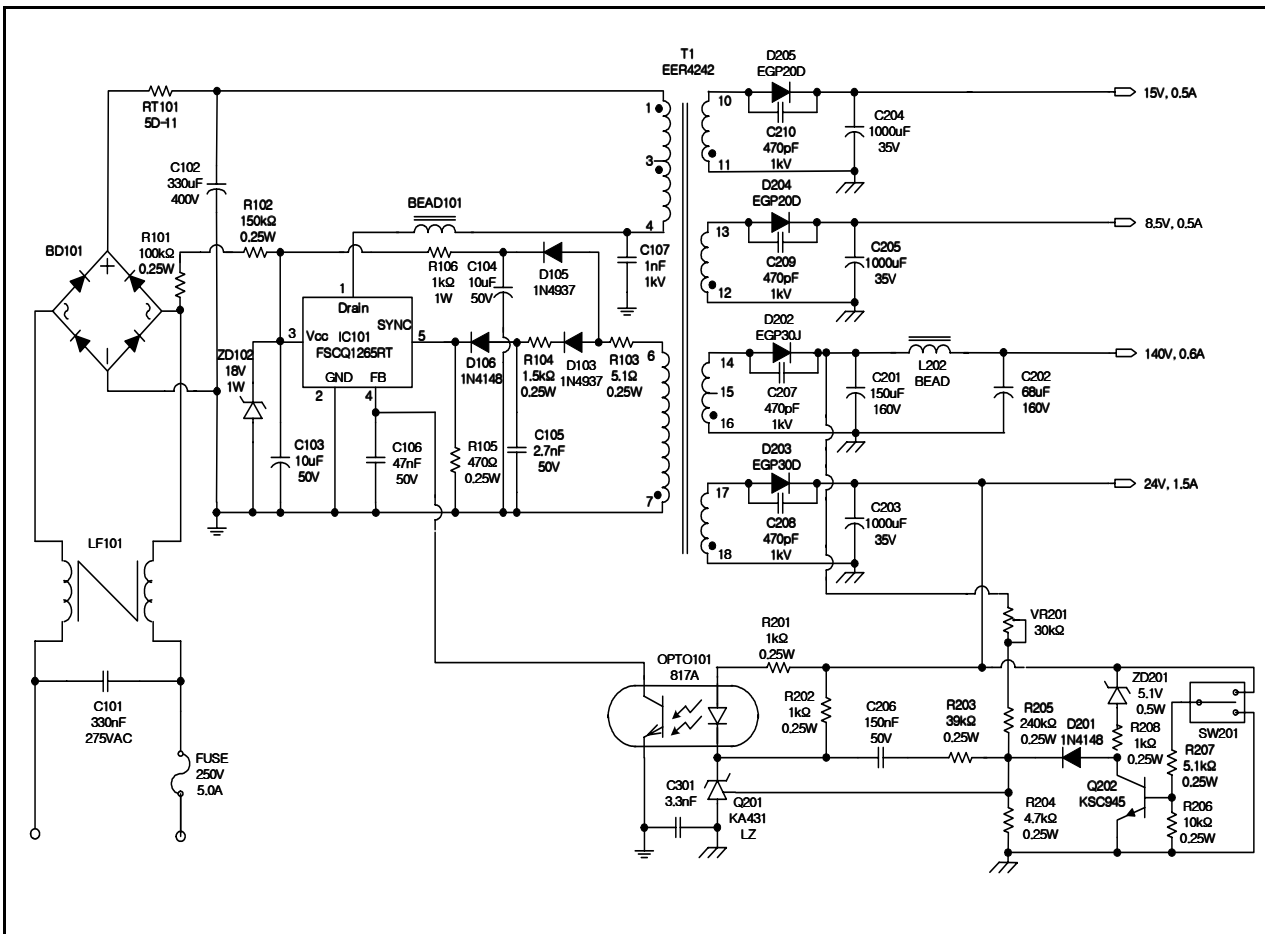 T1
EER4242
RT101
5D-11
C102
330uF
400V
BD101
R101
100kΩ
0.25W
R102
150kΩ
0.25W
BEAD101
1
3
4
R106
1kΩ
1W
C104
10uF
50V
D105
1N4937
C107
1nF
1kV
1
Drain
SYNC
3
Vcc
IC101
FSCQ1265RT
5
GND
FB
2
4
ZD102
18V
1W
D106
1N4148
R104
1.5kΩ
0.25W
D103
1N4937
R103
5.1Ω
0.25W
6
7
C103
10uF
50V
C106
47nF
50V
R105
470Ω
0.25W
C105
2.7nF
50V
LF101
C101
330nF
275VAC
FUSE
250V
5.0A
D205
EGP20D
10
11
C210
470pF
1kV
C204
1000uF
35V
15V, 0.5A
D204
EGP20D
13
12
C209
470pF
1kV
C205
1000uF
35V
8.5V, 0.5A
D202
EGP30J
14
15
16
C207
470pF
1kV
C201
150uF
160V
L202
BEAD
C202
68uF
160V
140V, 0.6A
D203
EGP30D
17
18
C208
470pF
1kV
C203
1000uF
35V
24V, 1.5A
VR201
30kΩ
OPTO101
817A
R201
1kΩ
0.25W
R202
1kΩ
0.25W
C206
150nF
50V
R203
39kΩ
0.25W
R205
240kΩ
0.25W
D201
1N4148
ZD201
5.1V
0.5W
R208
1kΩ
0.25W
SW201
R207
5.1kΩ
0.25W
C301
3.3nF
Q201
KA431
LZ
R204
4.7kΩ
0.25W
Q202
KSC945
R206
10kΩ
0.25W